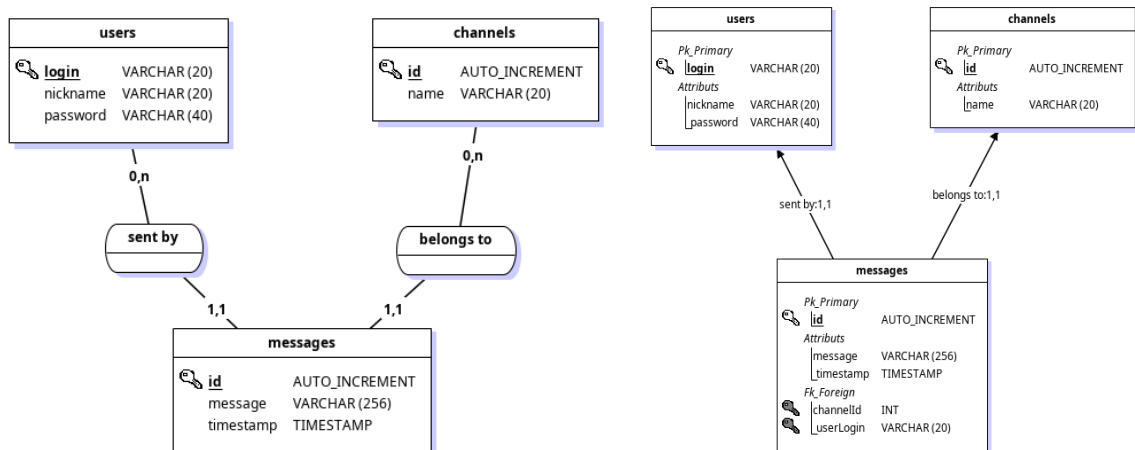 users
login VARCHAR (20)
nickname VARCHAR (20)
password VARCHAR (40)
channels
id AUTO_INCREMENT
name VARCHAR (20)
0,n
0,n
sent by
belongs to
1,1
1,1
messages
id AUTO_INCREMENT
message VARCHAR (256)
timestamp TIMESTAMP
users
Pk_Primary
login VARCHAR (20)
Attributs
nickname VARCHAR (20)
password VARCHAR (40)
channels
Pk_Primary
id AUTO_INCREMENT
Attributs
name VARCHAR (20)
sent by:1,1
belongs to:1,1
messages
Pk_Primary
id AUTO_INCREMENT
Attributs
message VARCHAR (256)
timestamp TIMESTAMP
Fk_Foreign
channelId INT
userLogin VARCHAR (20)